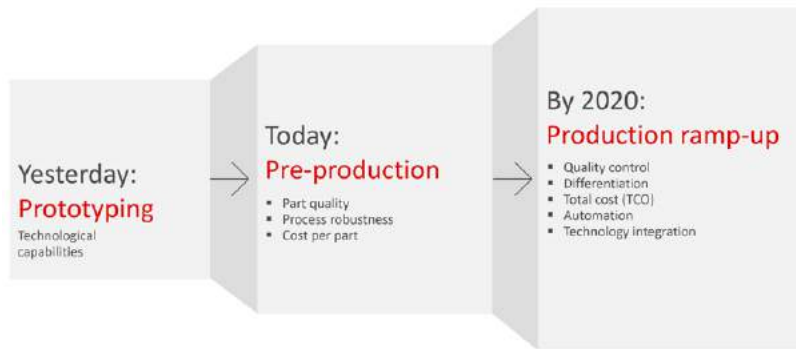 Yesterday:
Prototyping
Technological
capabilities
Today:
Pre-production
▪ Part quality
▪ Process robustness
▪ Cost per part
By 2020:
Production ramp-up
▪ Quality control
▪ Differentiation
▪ Total cost (TCO)
▪ Automation
▪ Technology integration